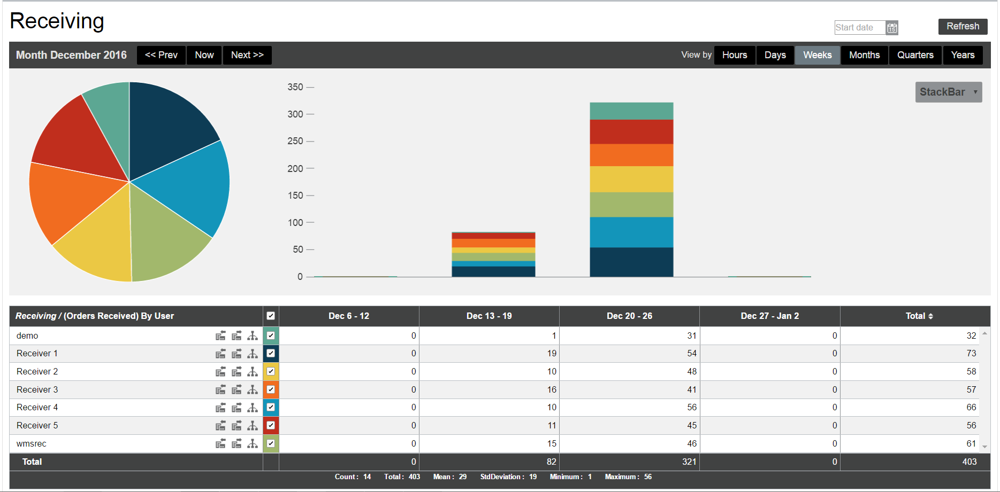 Receiving
Start date
15
Refresh
Month December 2016 << Prev Now Next >> View by Hours Days Weeks Months Quarters Years
StackBar
350
300
250
200
150
100
50
0
Receiving / (Orders Received) By User Dec 6 - 12 Dec 13 - 19 Dec 20 - 26 Dec 27 - Jan 2 Total
demo 0 1 31 0 32
Receiver 1 0 19 54 0 73
Receiver 2 0 10 48 0 58
Receiver 3 0 16 41 0 57
Receiver 4 0 10 56 0 66
Receiver 5 0 11 45 0 56
wmsrec 0 15 46 0 61
Total 0 82 321 0 403
Count : 14 Total : 403 Mean : 29 StdDeviation : 19 Minimum : 1 Maximum : 56